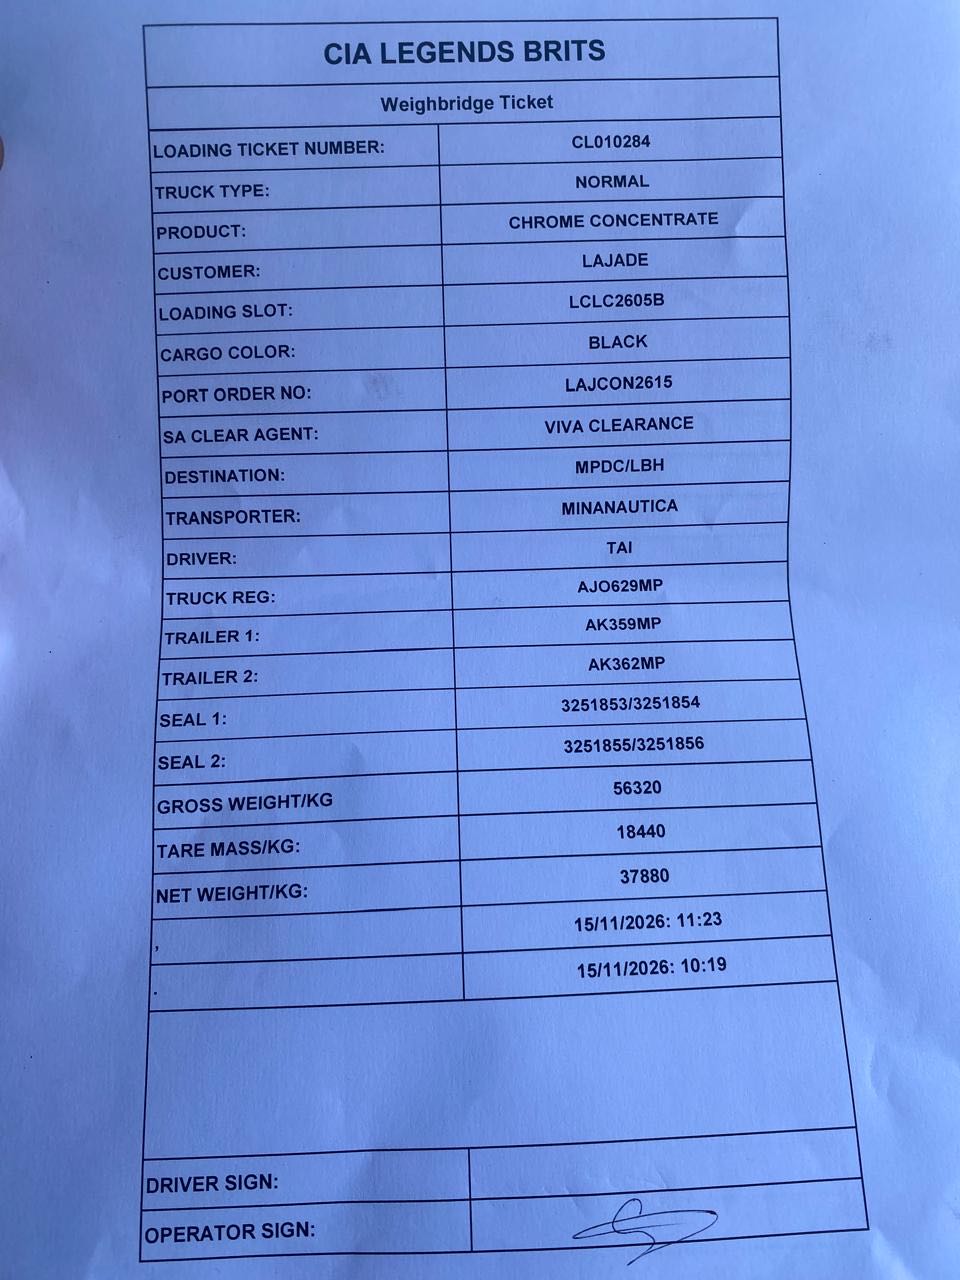 CIA LEGENDS BRITS
Weighbridge Ticket
LOADING TICKET NUMBER: CL010284
TRUCK TYPE: NORMAL
PRODUCT: CHROME CONCENTRATE
CUSTOMER: LAJADE
LOADING SLOT: LCLC2605B
CARGO COLOR: BLACK
PORT ORDER NO: LAJCON2615
SA CLEAR AGENT: VIVA CLEARANCE
DESTINATION: MPDC/LBH
TRANSPORTER: MINANAUTICA
DRIVER: TAI
TRUCK REG: AJO629MP
TRAILER 1: AK359MP
TRAILER 2: AK362MP
SEAL 1: 3251853/3251854
SEAL 2: 3251855/3251856
GROSS WEIGHT/KG 56320
TARE MASS/KG: 18440
NET WEIGHT/KG: 37880
, 15/11/2026: 11:23
. 15/11/2026: 10:19
DRIVER SIGN:
OPERATOR SIGN: